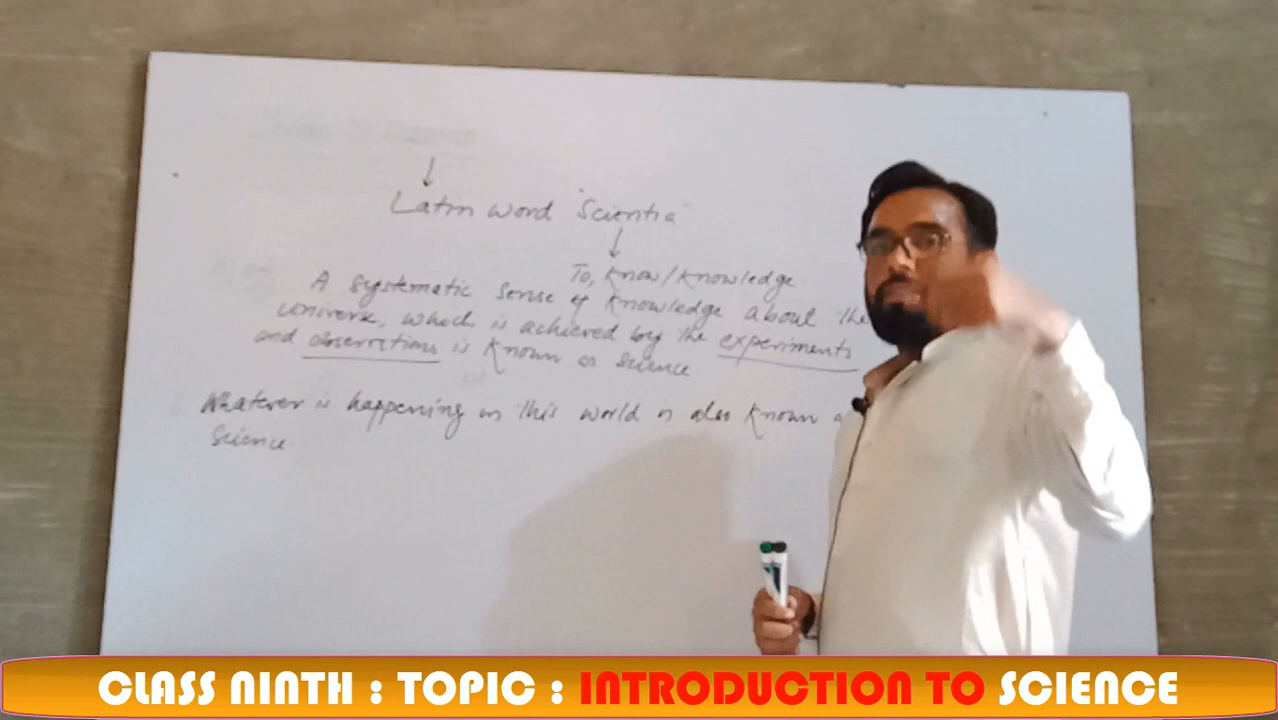 Latin word "Scientia"
To, Know/Knowledge
A systematic sense of knowledge about the
universe, which is achieved by the experiments
and observations is known as science
Whatever is happening in this world is also known
Science
CLASS NINTH : TOPIC : INTRODUCTION TO SCIENCE